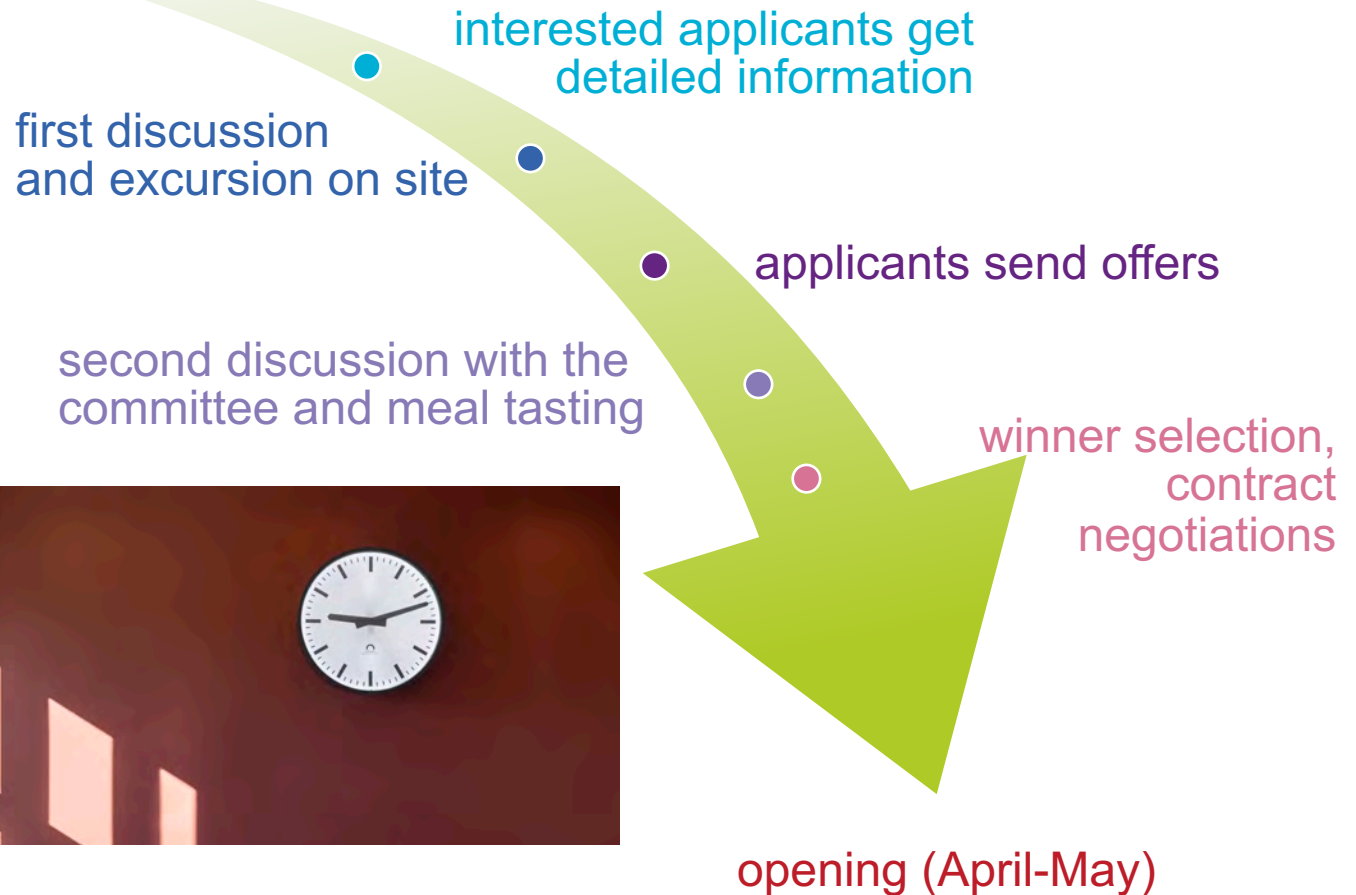 interested applicants get
detailed information
first discussion
and excursion on site
applicants send offers
second discussion with the
committee and meal tasting
winner selection,
contract
negotiations
opening (April-May)